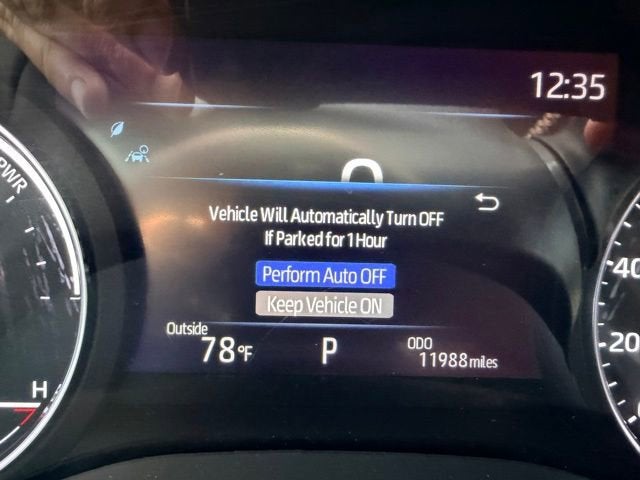 12:35
PWR
0
Vehicle Will Automatically Turn OFF
If Parked for 1 Hour
Perform Auto OFF
Keep Vehicle ON
Outside
78°F
P
ODO
11988 miles
H
40
20